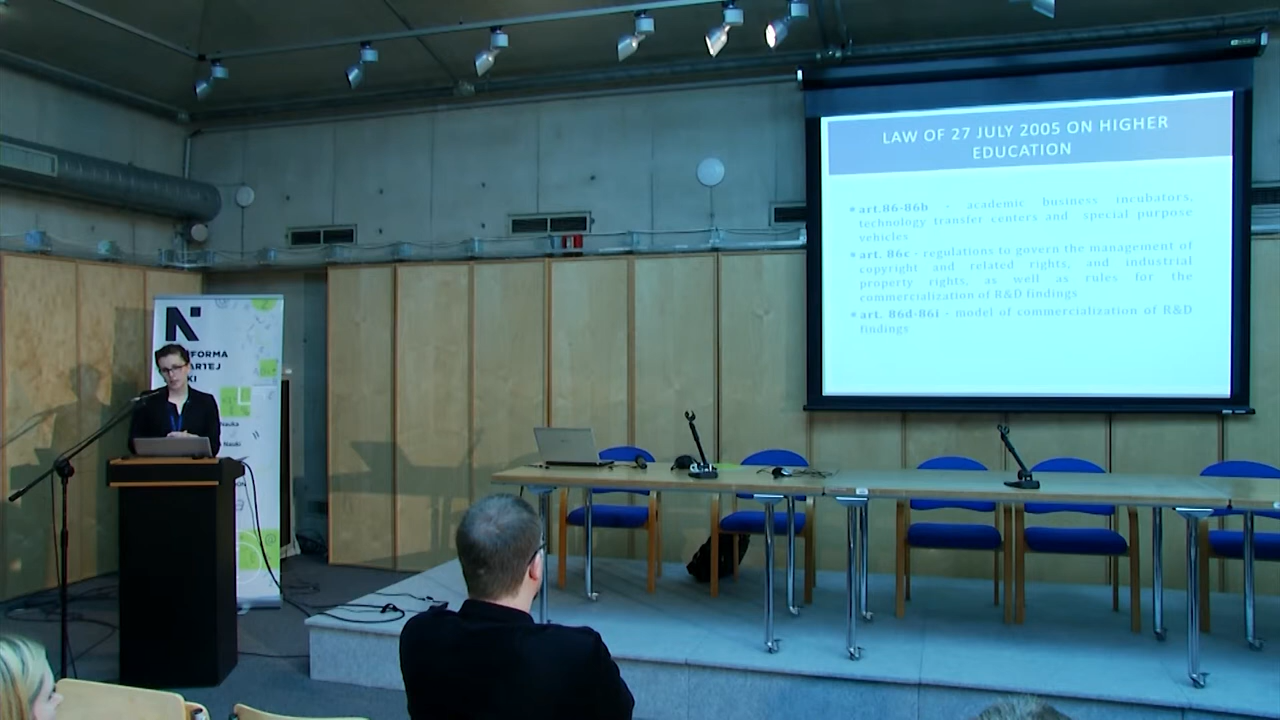 LAW OF 27 JULY 2005 ON HIGHER
EDUCATION
art.86-86b - academic business incubators,
technology transfer centers and special purpose
vehicles
art. 86c - regulations to govern the management of
copyright and related rights, and industrial
property rights, as well as rules for the
commercialization of R&D findings
art. 86d-86i - model of commercialization of R&D
findings
N
FORMA
ARTEJ
KI
Nauka
Nauki